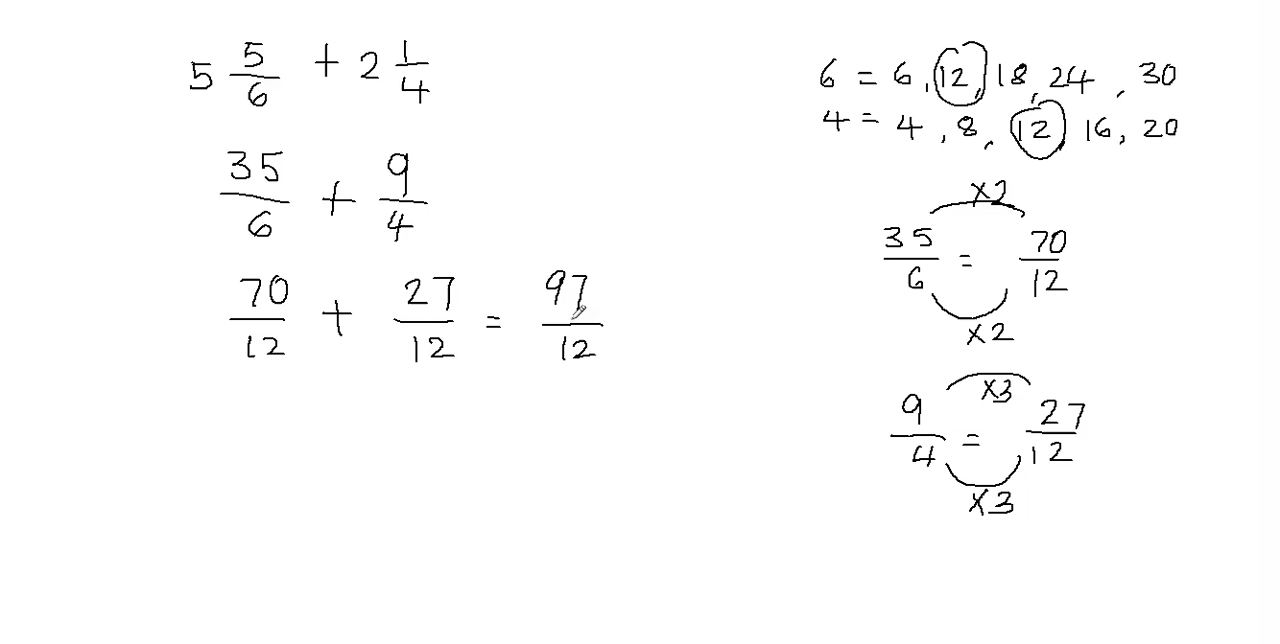 5 5/6 + 2 1/4
35/6 + 9/4
70/12 + 27/12 = 97/12
6 = 6, 12, 18, 24, 30
4 = 4, 8, 12 16, 20
x2
35/6 = 70/12
x2
x3
9/4 = 27/12
x3